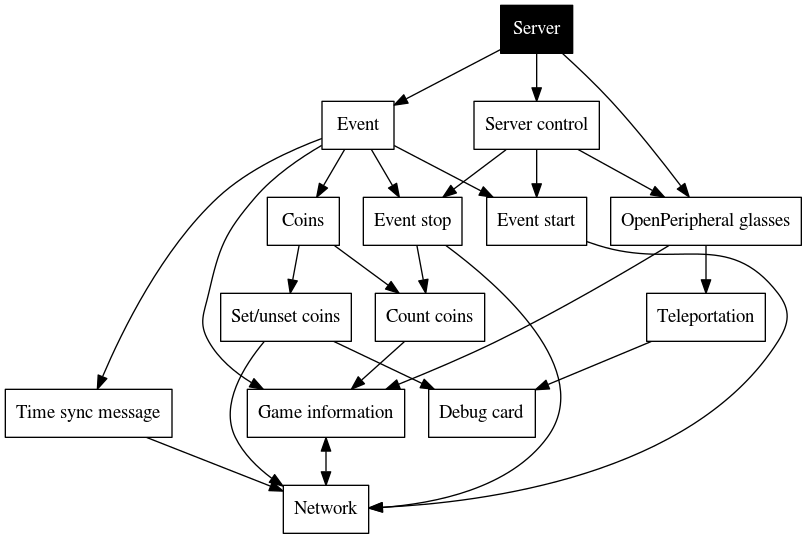 Server
Event
Server control
Coins
Event stop
Event start
OpenPeripheral glasses
Set/unset coins
Count coins
Teleportation
Time sync message
Game information
Debug card
Network